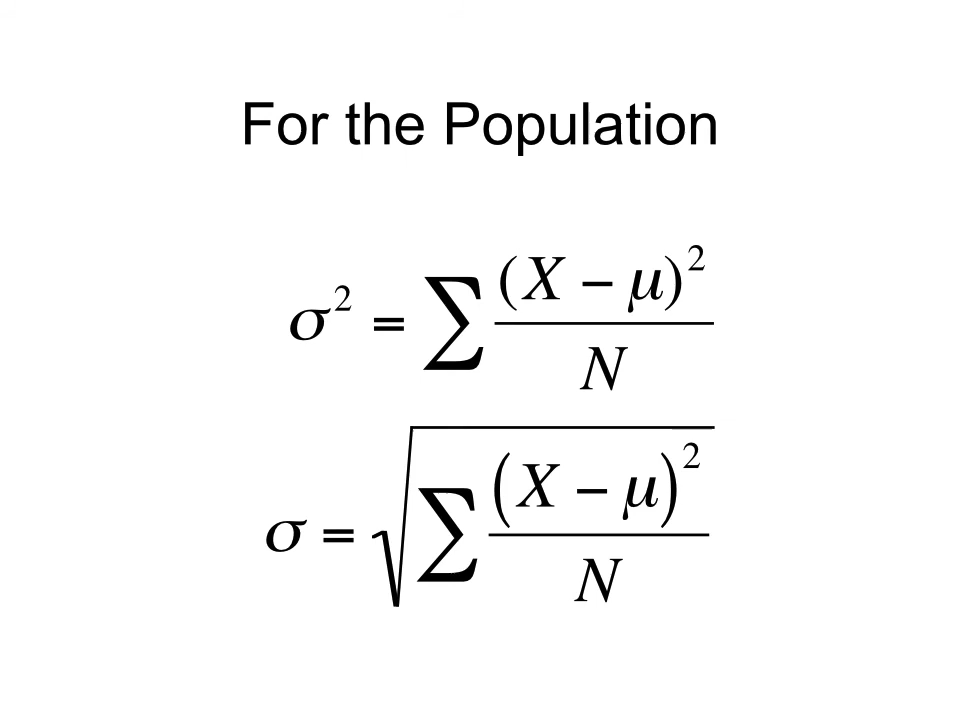 For the Population
σ² = ∑ (X − μ)² / N
σ = √(∑ (X − μ)² / N)